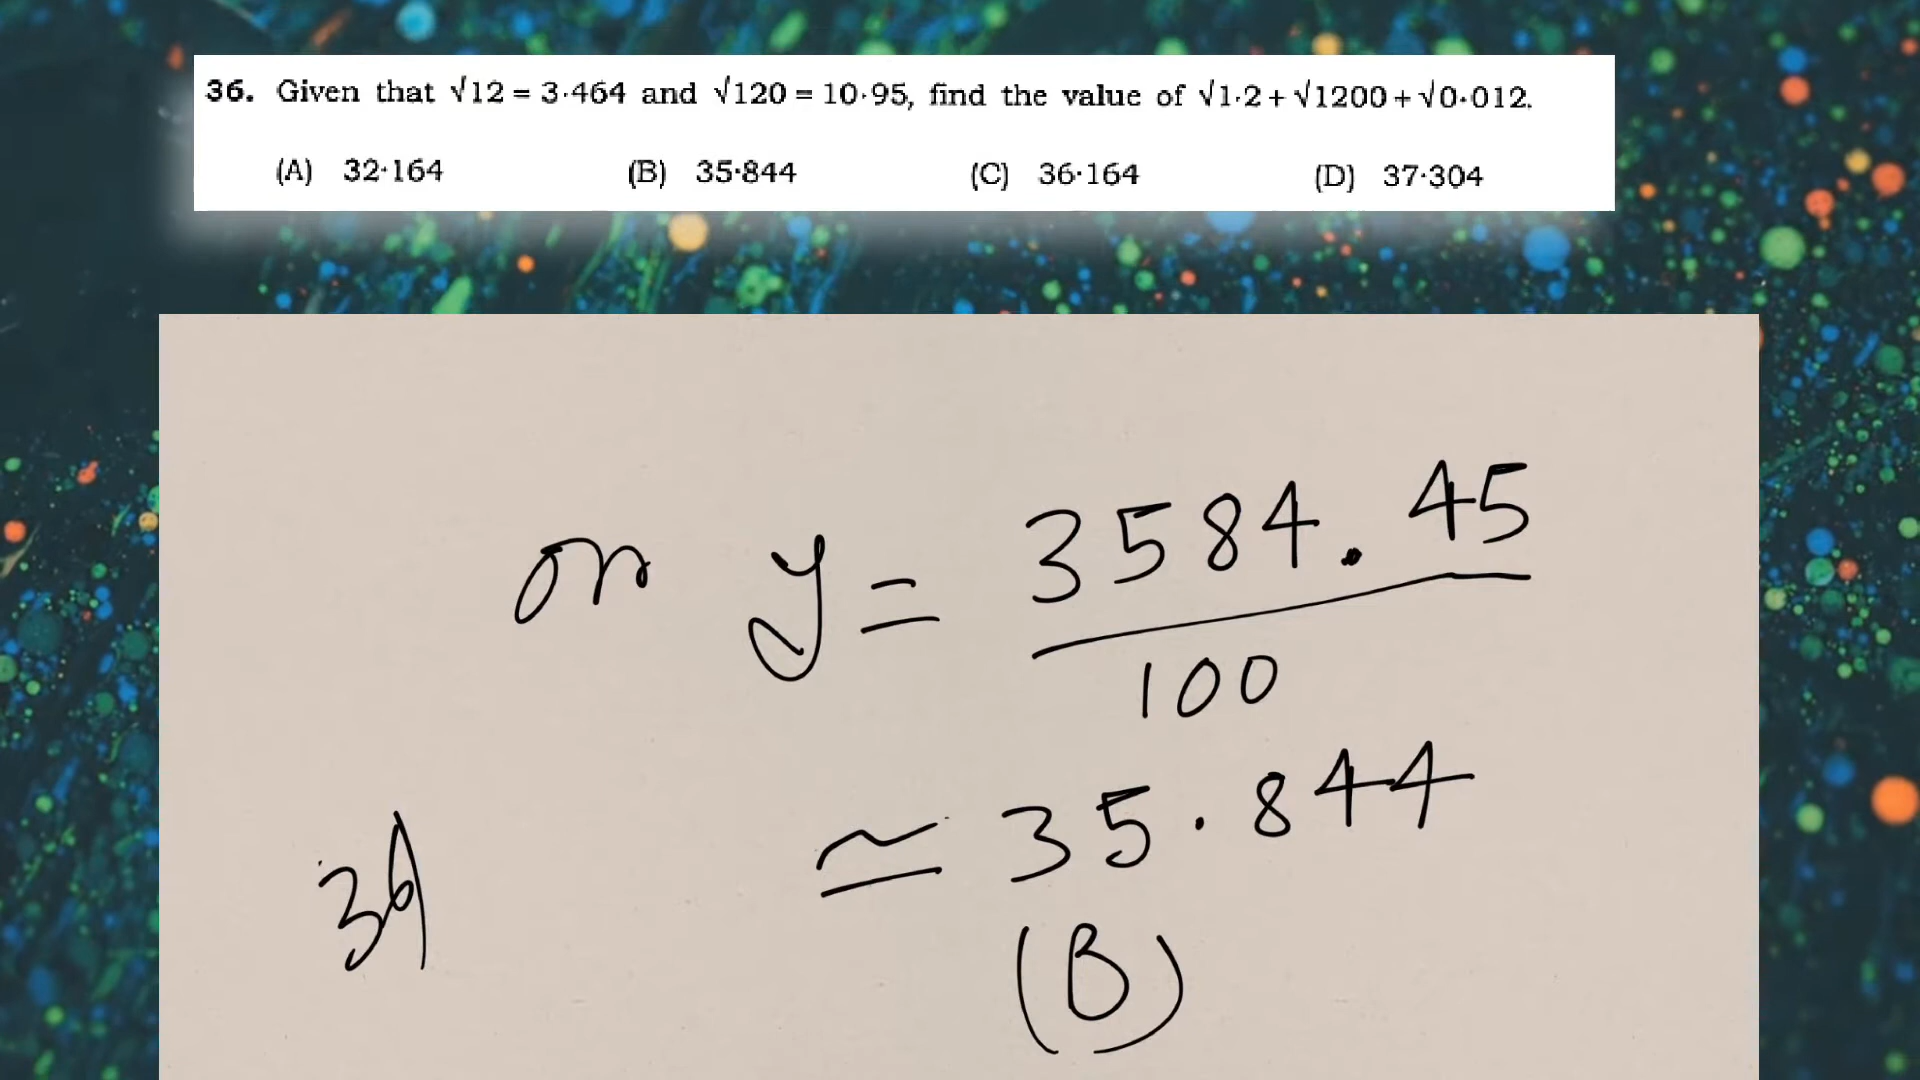 36. Given that √12 = 3·464 and √120 = 10·95, find the value of √1·2 + √1200 + √0·012.
(A) 32·164 (B) 35·844 (C) 36·164 (D) 37·304
or y = 3584.45
100
≃ 35.844
36)
(B)